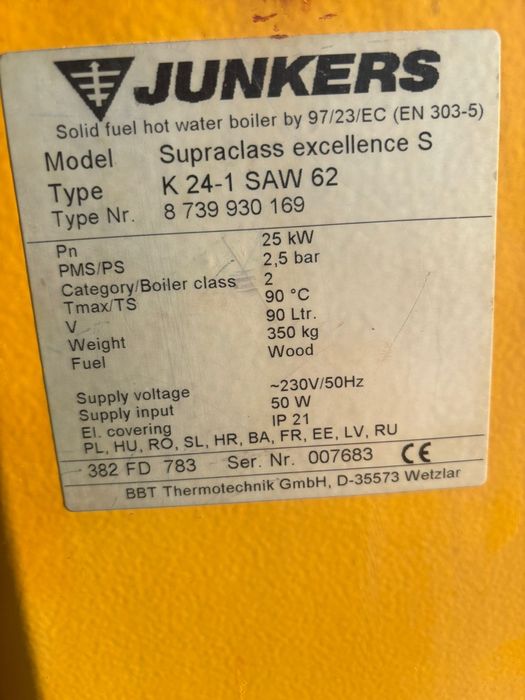 JUNKERS
Solid fuel hot water boiler by 97/23/EC (EN 303-5)
Model Supraclass excellence S
Type K 24-1 SAW 62
Type Nr. 8 739 930 169
Pn 25 kW
PMS/PS 2,5 bar
Category/Boiler class 2
Tmax/TS 90 °C
V 90 Ltr.
Weight 350 kg
Fuel Wood
Supply voltage ~230V/50Hz
Supply input 50 W
El. covering IP 21
PL, HU, RO, SL, HR, BA, FR, EE, LV, RU
382 FD 783 Ser. Nr. 007683 CE
BBT Thermotechnik GmbH, D-35573 Wetzlar